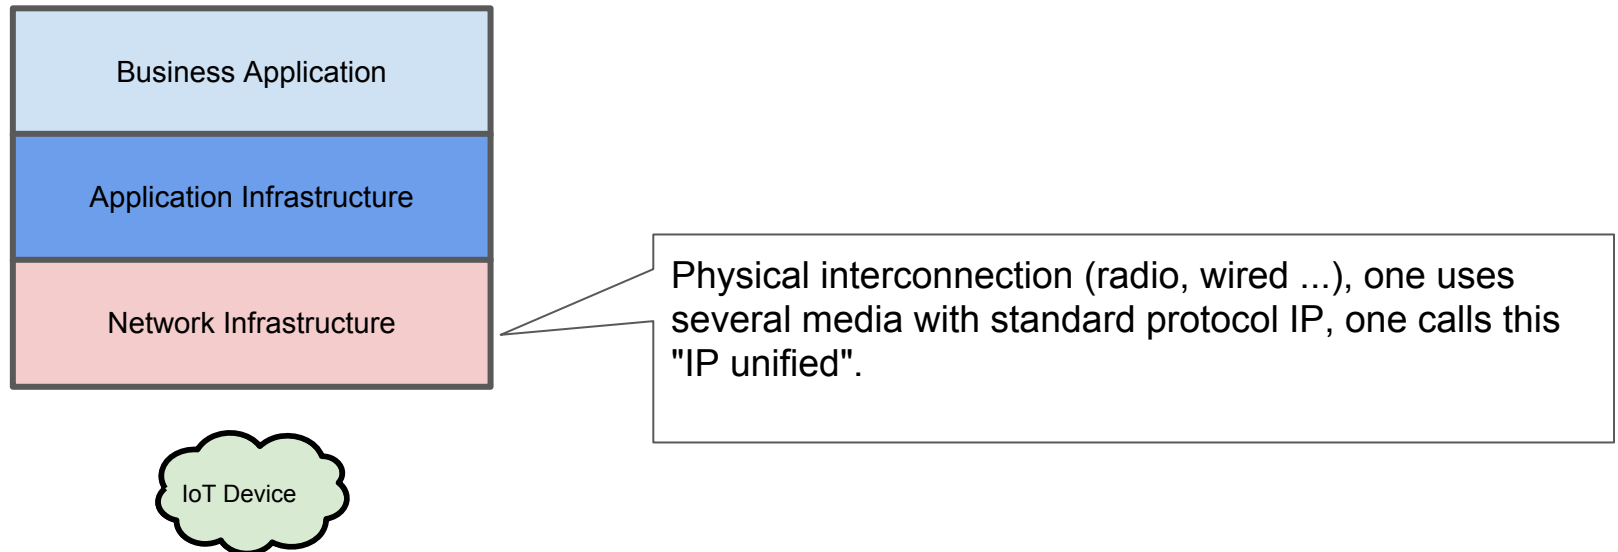 Business Application
Application Infrastructure
Network Infrastructure
Physical interconnection (radio, wired ...), one uses
several media with standard protocol IP, one calls this
"IP unified".
IoT Device